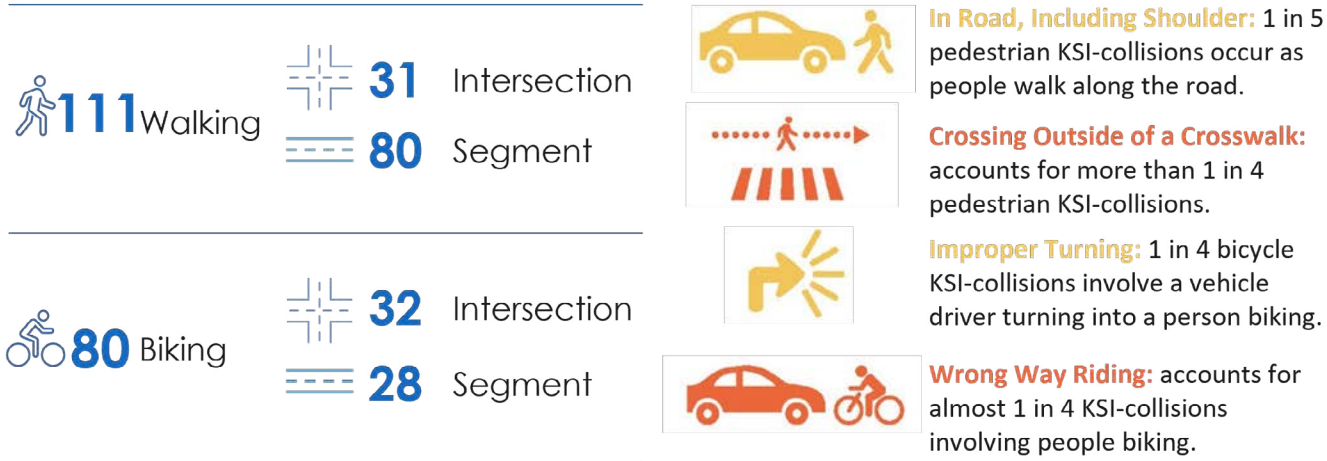 111 Walking
31 Intersection
80 Segment
80 Biking
32 Intersection
28 Segment
In Road, Including Shoulder: 1 in 5
pedestrian KSI-collisions occur as
people walk along the road.
Crossing Outside of a Crosswalk:
accounts for more than 1 in 4
pedestrian KSI-collisions.
Improper Turning: 1 in 4 bicycle
KSI-collisions involve a vehicle
driver turning into a person biking.
Wrong Way Riding: accounts for
almost 1 in 4 KSI-collisions
involving people biking.